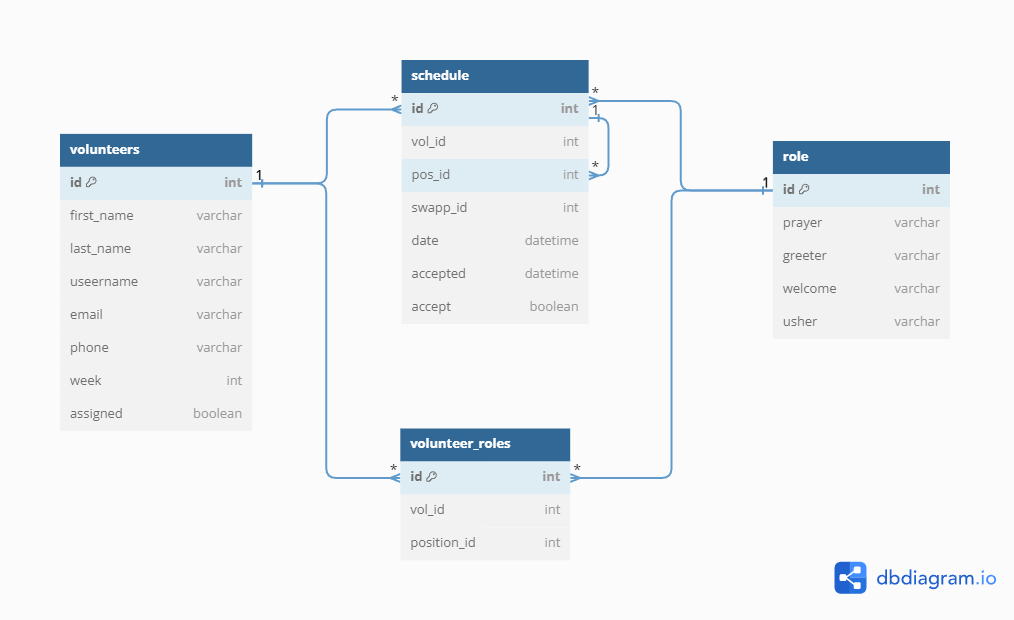 volunteers
id int
first_name varchar
last_name varchar
useername varchar
email varchar
phone varchar
week int
assigned boolean
1
*
schedule
id int
vol_id int
pos_id int
swapp_id int
date datetime
accepted datetime
accept boolean
*
1
*
*
volunteer_roles
id int
vol_id int
position_id int
*
1
role
id int
prayer varchar
greeter varchar
welcome varchar
usher varchar
dbdiagram.io